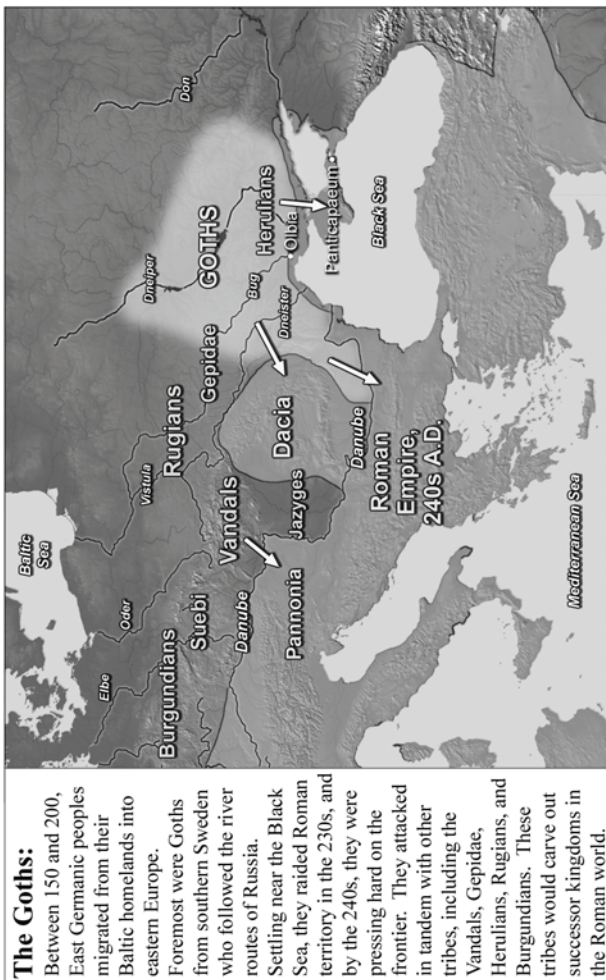 The Goths:
Between 150 and 200,
East Germanic peoples
migrated from their
Baltic homelands into
eastern Europe.
Foremost were Goths
from southern Sweden
who followed the river
routes of Russia.
Settling near the Black
Sea, they raided Roman
territory in the 230s, and
by the 240s, they were
pressing hard on the
frontier. They attacked
in tandem with other
tribes, including the
Vandals, Gepidae,
Herulians, Rugians, and
Burgundians. These
tribes would carve out
successor kingdoms in
the Roman world.
Baltic
Sea
Elbe
Oder
Vistula
Dneiper
Don
Burgundians
Suebi
Rugians
Gepidae
GOTHS
Vandals
Bug
Herulians
Danube
Dneister
Olbia
Panticapaeum
Pannonia
Jazyges
Dacia
Danube
Black Sea
Roman
Empire,
240s A.D.
Mediterranean Sea